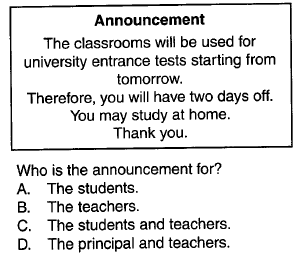 Announcement
The classrooms will be used for
university entrance tests starting from
tomorrow.
Therefore, you will have two days off.
You may study at home.
Thank you.
Who is the announcement for?
A. The students.
B. The teachers.
C. The students and teachers.
D. The principal and teachers.